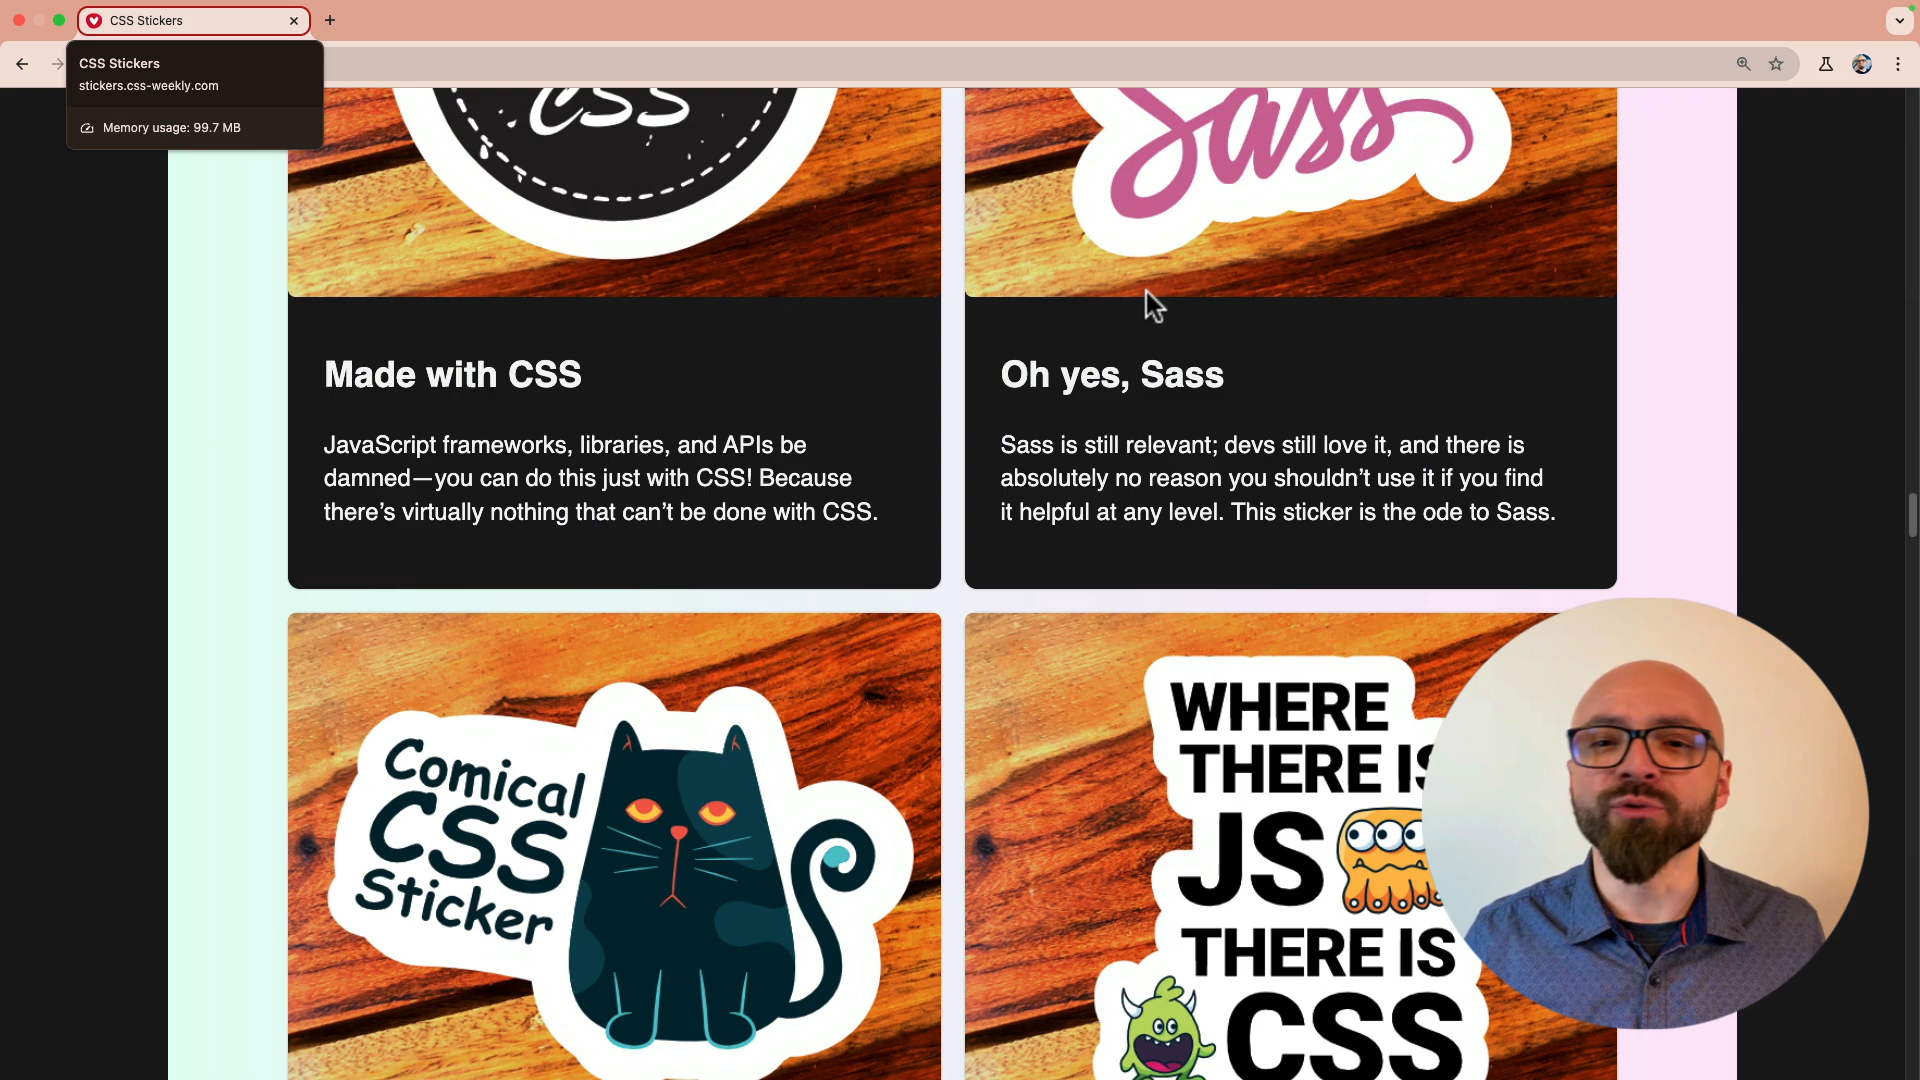 CSS Stickers
CSS Stickers
stickers.css-weekly.com
Memory usage: 99.7 MB
CSS
Sass
Made with CSS
JavaScript frameworks, libraries, and APIs be
damned—you can do this just with CSS! Because
there’s virtually nothing that can’t be done with CSS.
Oh yes, Sass
Sass is still relevant; devs still love it, and there is
absolutely no reason you shouldn’t use it if you find
it helpful at any level. This sticker is the ode to Sass.
Comical
CSS
Sticker
WHERE
THERE IS
JS
THERE IS
CSS